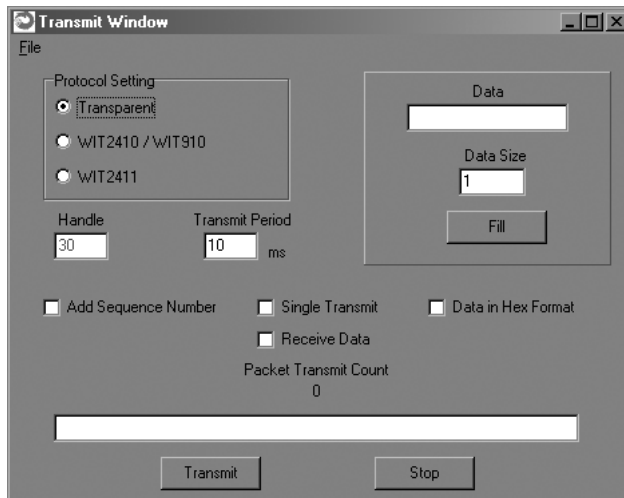 Transmit Window
File
Protocol Setting
Transparent
WIT2410 / WIT910
WIT2411
Data
Data Size
1
Fill
Handle
30
Transmit Period
10
ms
Add Sequence Number
Single Transmit
Data in Hex Format
Receive Data
Packet Transmit Count
0
Transmit
Stop